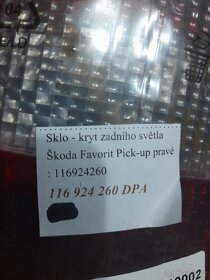 Sklo - kryt zadního světla
Škoda Favorit Pick-up pravé
: 116924260
116 924 260 DPA